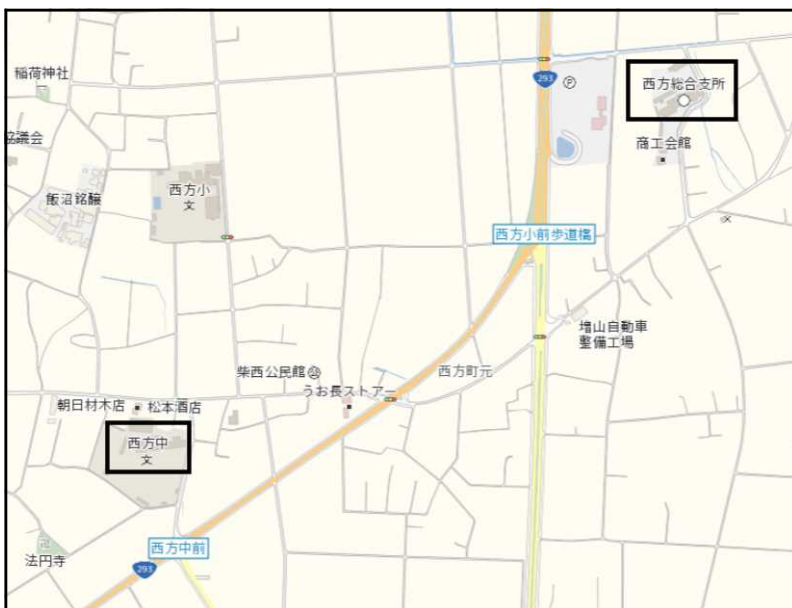 稲荷神社
293
Ⓟ
西方総合支所
協議会
商工会館
飯沼銘醸
西方小
文
西方小前歩道橋
増山自動車
整備工場
柴西公民館
西方町元
うお長ストアー
朝日材木店
松本酒店
西方中
文
西方中前
法円寺
293